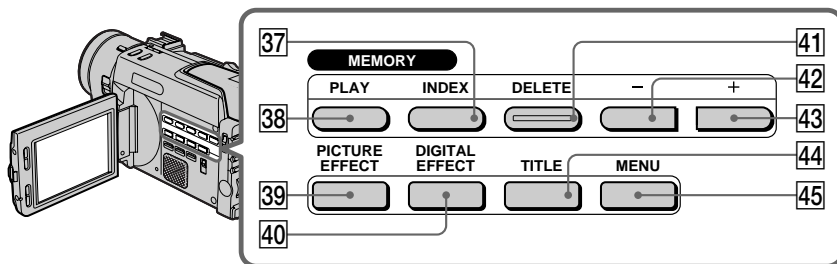 37
41
MEMORY
42
PLAY INDEX DELETE − +
38
43
PICTURE EFFECT
DIGITAL EFFECT
TITLE MENU
44
39
45
40